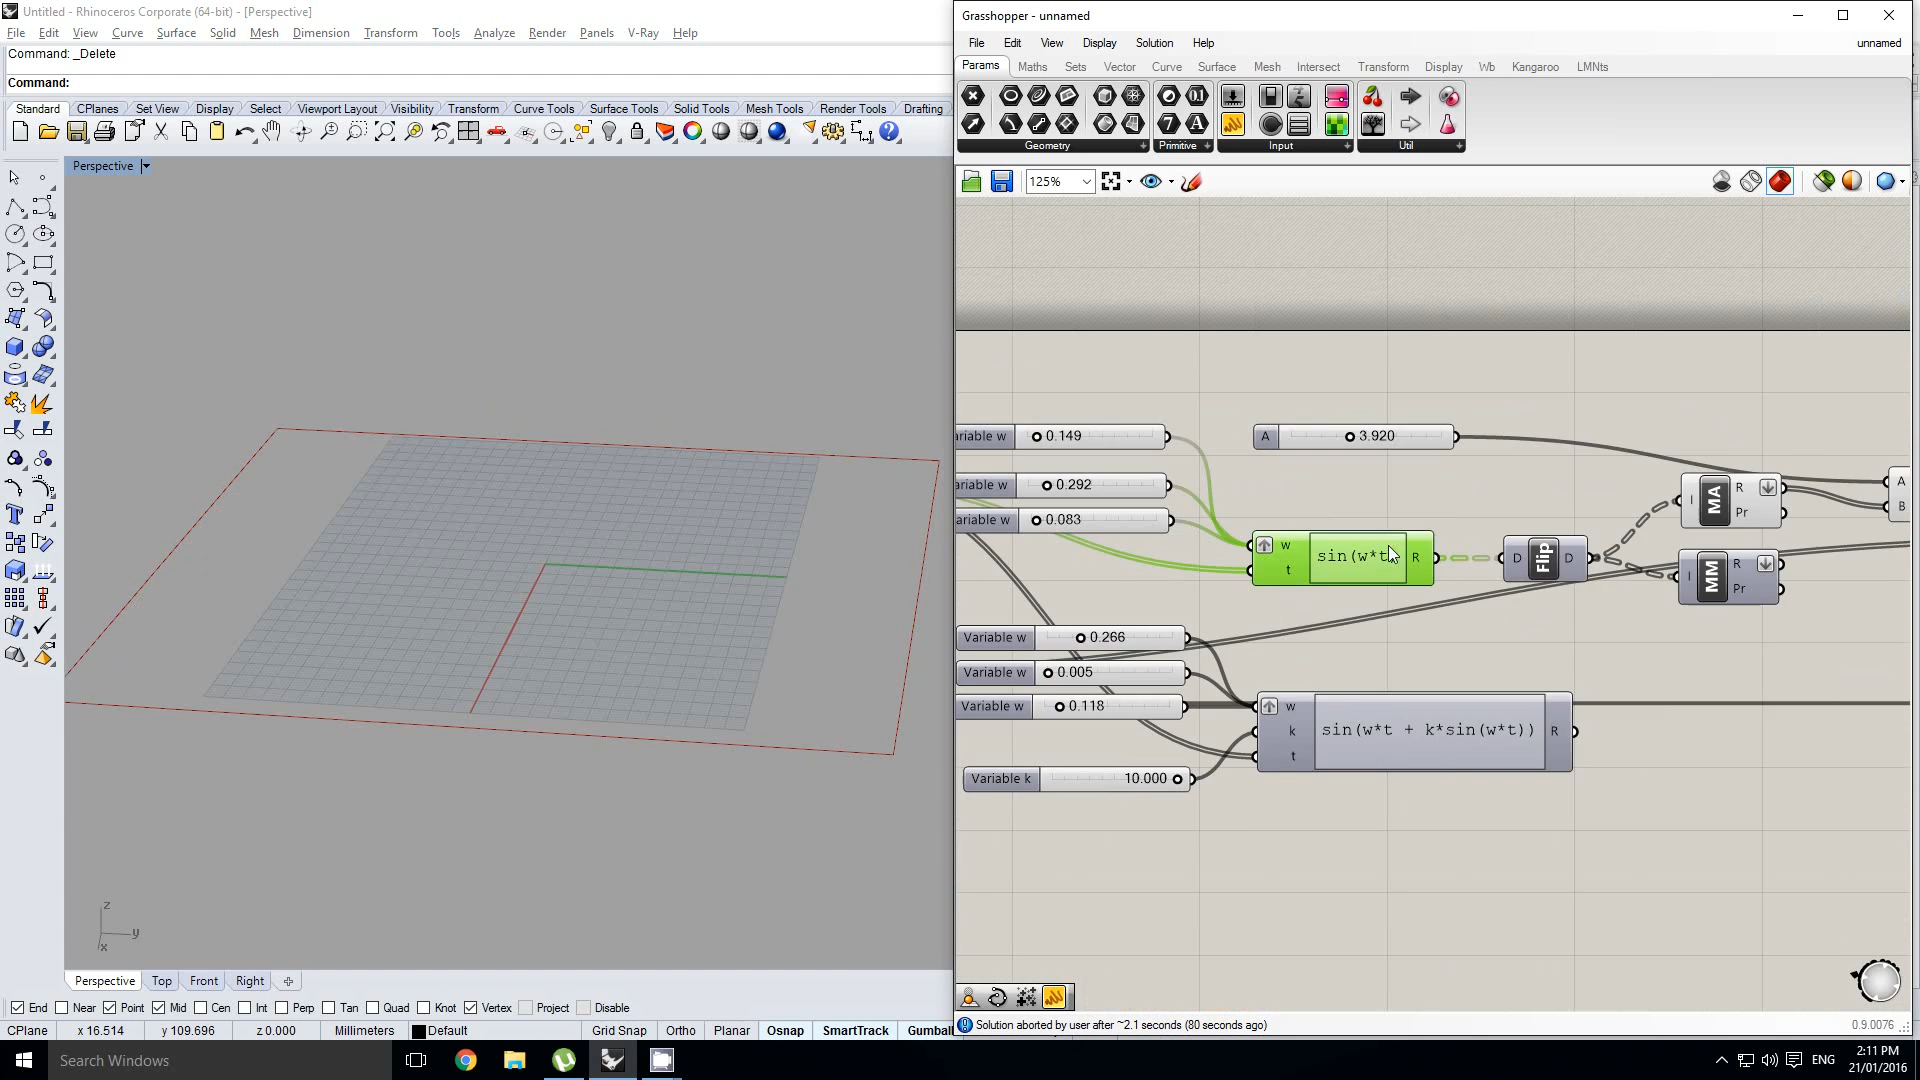 Untitled - Rhinoceros Corporate (64-bit) - [Perspective]
File Edit View Curve Surface Solid Mesh Dimension Transform Tools Analyze Render Panels V-Ray Help
Command: _Delete
Command:
Standard CPlanes Set View Display Select Viewport Layout Visibility Transform Curve Tools Surface Tools Solid Tools Mesh Tools Render Tools Drafting
Perspective
z
y
x
Perspective Top Front Right
End Near Point Mid Cen Int Perp Tan Quad Knot Vertex Project Disable
CPlane x 16.514 y 109.696 z 0.000 Millimeters Default Grid Snap Ortho Planar Osnap SmartTrack Gumball
Grasshopper - unnamed
File Edit View Display Solution Help unnamed
Params Maths Sets Vector Curve Surface Mesh Intersect Transform Display Wb Kangaroo LMNts
Geometry Primitive Input Util
125%
ariable w 0.149
A 3.920
ariable w 0.292
ariable w 0.083
w
t
sin(w*t
R
D Flip D
I MA R
Pr
I MM R
Pr
A
B
Variable w 0.266
Variable w 0.005
Variable w 0.118
w
k
t
sin(w*t + k*sin(w*t))
R
Variable k 10.000
Solution aborted by user after ~2.1 seconds (80 seconds ago) 0.9.0076
Search Windows
ENG
2:11 PM
21/01/2016